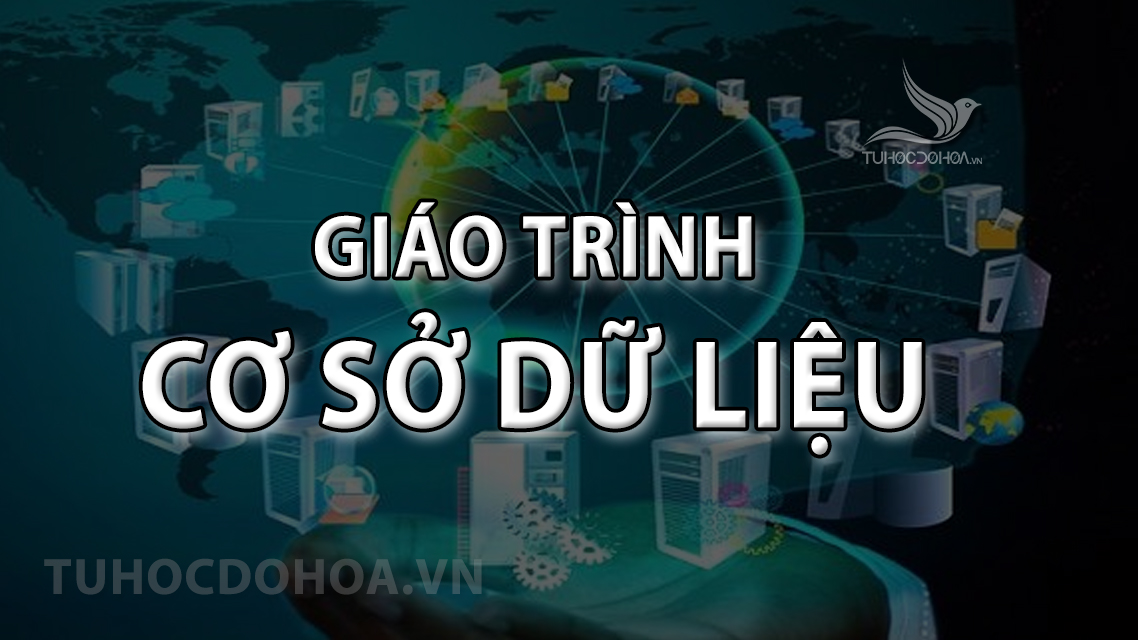 TUHOCDOHOA.VN
GIÁO TRÌNH
CƠ SỞ DỮ LIỆU
TUHOCDOHOA.VN